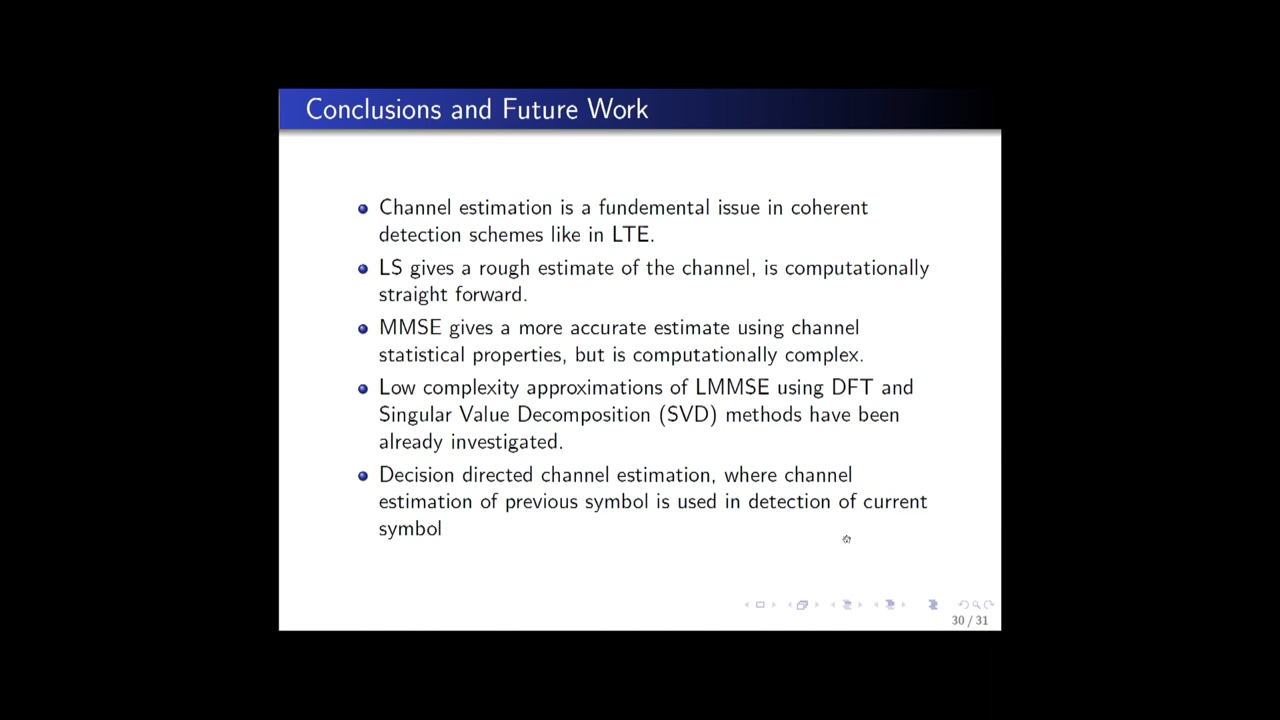 Conclusions and Future Work
Channel estimation is a fundemental issue in coherent
detection schemes like in LTE.
LS gives a rough estimate of the channel, is computationally
straight forward.
MMSE gives a more accurate estimate using channel
statistical properties, but is computationally complex.
Low complexity approximations of LMMSE using DFT and
Singular Value Decomposition (SVD) methods have been
already investigated.
Decision directed channel estimation, where channel
estimation of previous symbol is used in detection of current
symbol
30 / 31